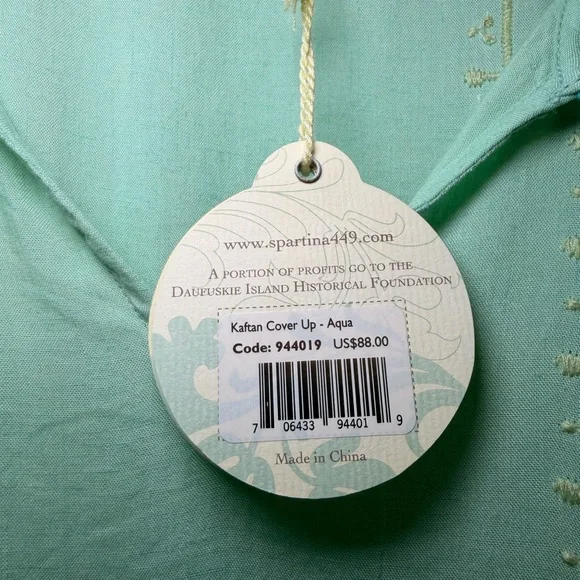 www.spartina449.com
A PORTION OF PROFITS GO TO THE
DAUFUSKIE ISLAND HISTORICAL FOUNDATION
Kaftan Cover Up - Aqua
Code: 944019 US$88.00
7 06433 94401 9
Made in China